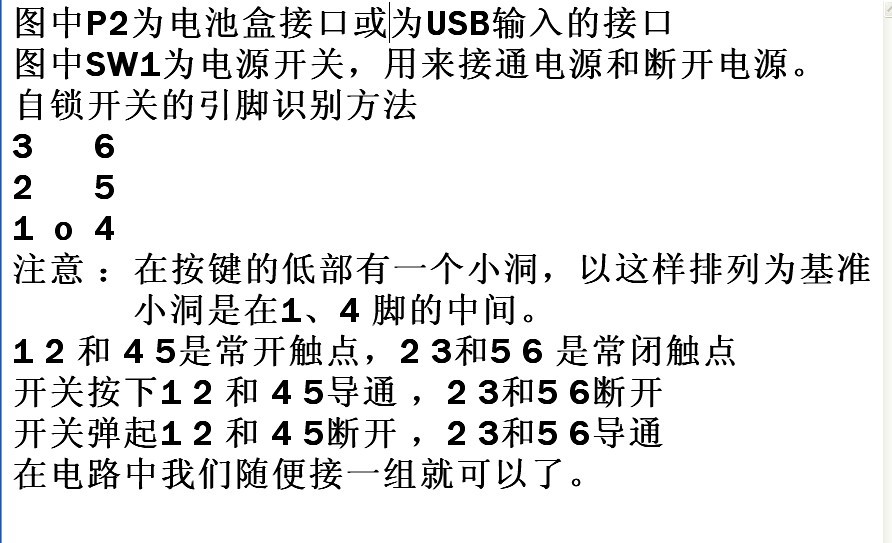 图中P2为电池盒接口或为USB输入的接口
图中SW1为电源开关，用来接通电源和断开电源。
自锁开关的引脚识别方法
3 6
2 5
1 o 4
注意：在按键的低部有一个小洞，以这样排列为基准
小洞是在1、4 脚的中间。
1 2 和 4 5是常开触点，2 3和5 6 是常闭触点
开关按下1 2 和 4 5导通 ，2 3和5 6断开
开关弹起1 2 和 4 5断开 ，2 3和5 6导通
在电路中我们随便接一组就可以了。